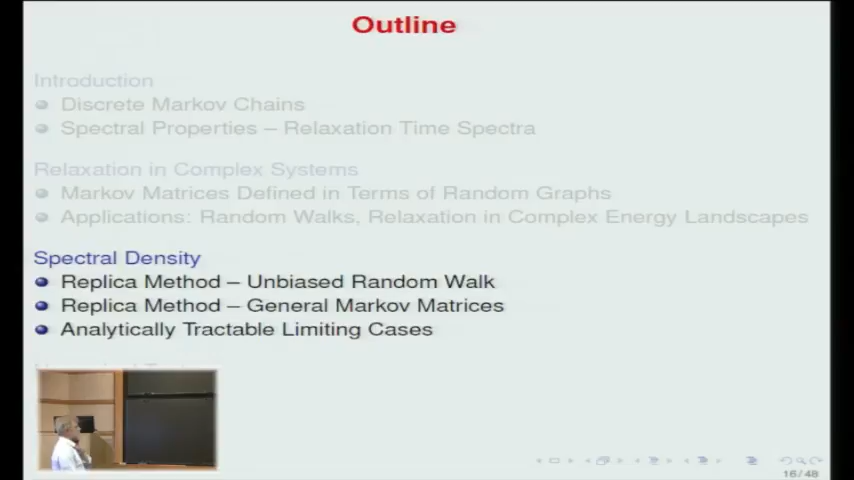 Outline
Introduction
Discrete Markov Chains
Spectral Properties – Relaxation Time Spectra
Relaxation in Complex Systems
Markov Matrices Defined in Terms of Random Graphs
Applications: Random Walks, Relaxation in Complex Energy Landscapes
Spectral Density
Replica Method – Unbiased Random Walk
Replica Method – General Markov Matrices
Analytically Tractable Limiting Cases
16/48